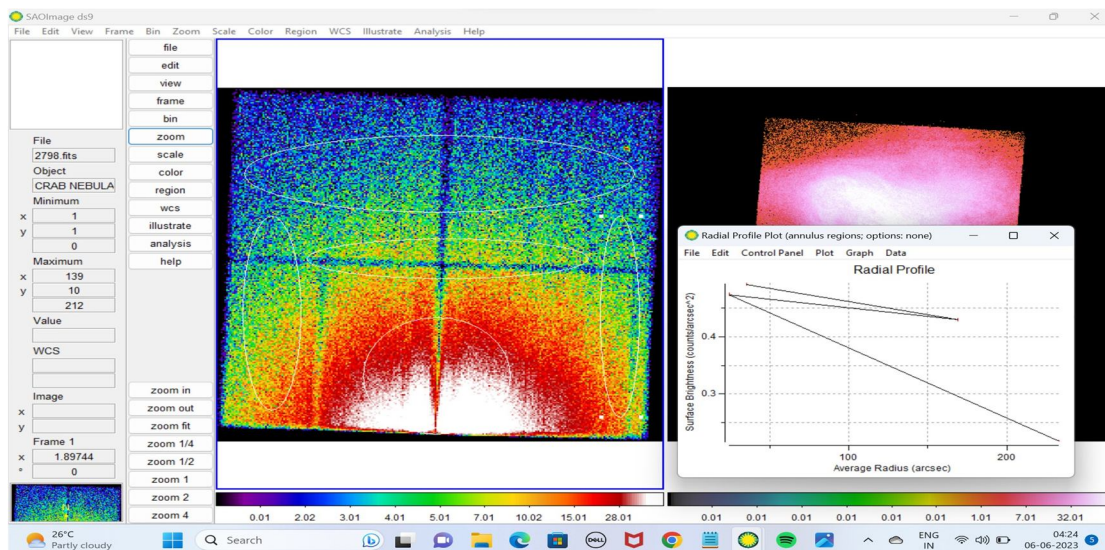 SAOImage ds9
File Edit View Frame Bin Zoom Scale Color Region WCS Illustrate Analysis Help
file
edit
view
frame
bin
zoom
scale
color
region
wcs
illustrate
analysis
help
File
2798.fits
Object
CRAB NEBULA
Minimum
x 1
y 1
0
Maximum
x 139
y 10
212
Value
WCS
Image
x
y
Frame 1
x 1.89744
° 0
zoom in
zoom out
zoom fit
zoom 1/4
zoom 1/2
zoom 1
zoom 2
zoom 4
Radial Profile Plot (annulus regions; options: none)
File Edit Control Panel Plot Graph Data
Radial Profile
Surface Brightness (counts/arcsec^2)
0.4
0.3
100 200
Average Radius (arcsec)
0.01 2.02 3.01 4.01 5.01 7.01 10.02 15.01 28.01
0.01 0.01 0.01 0.01 0.01 0.01 1.01 7.01 32.01
26°C
Partly cloudy
Search
DELL
ENG
IN
04:24
06-06-2023
5